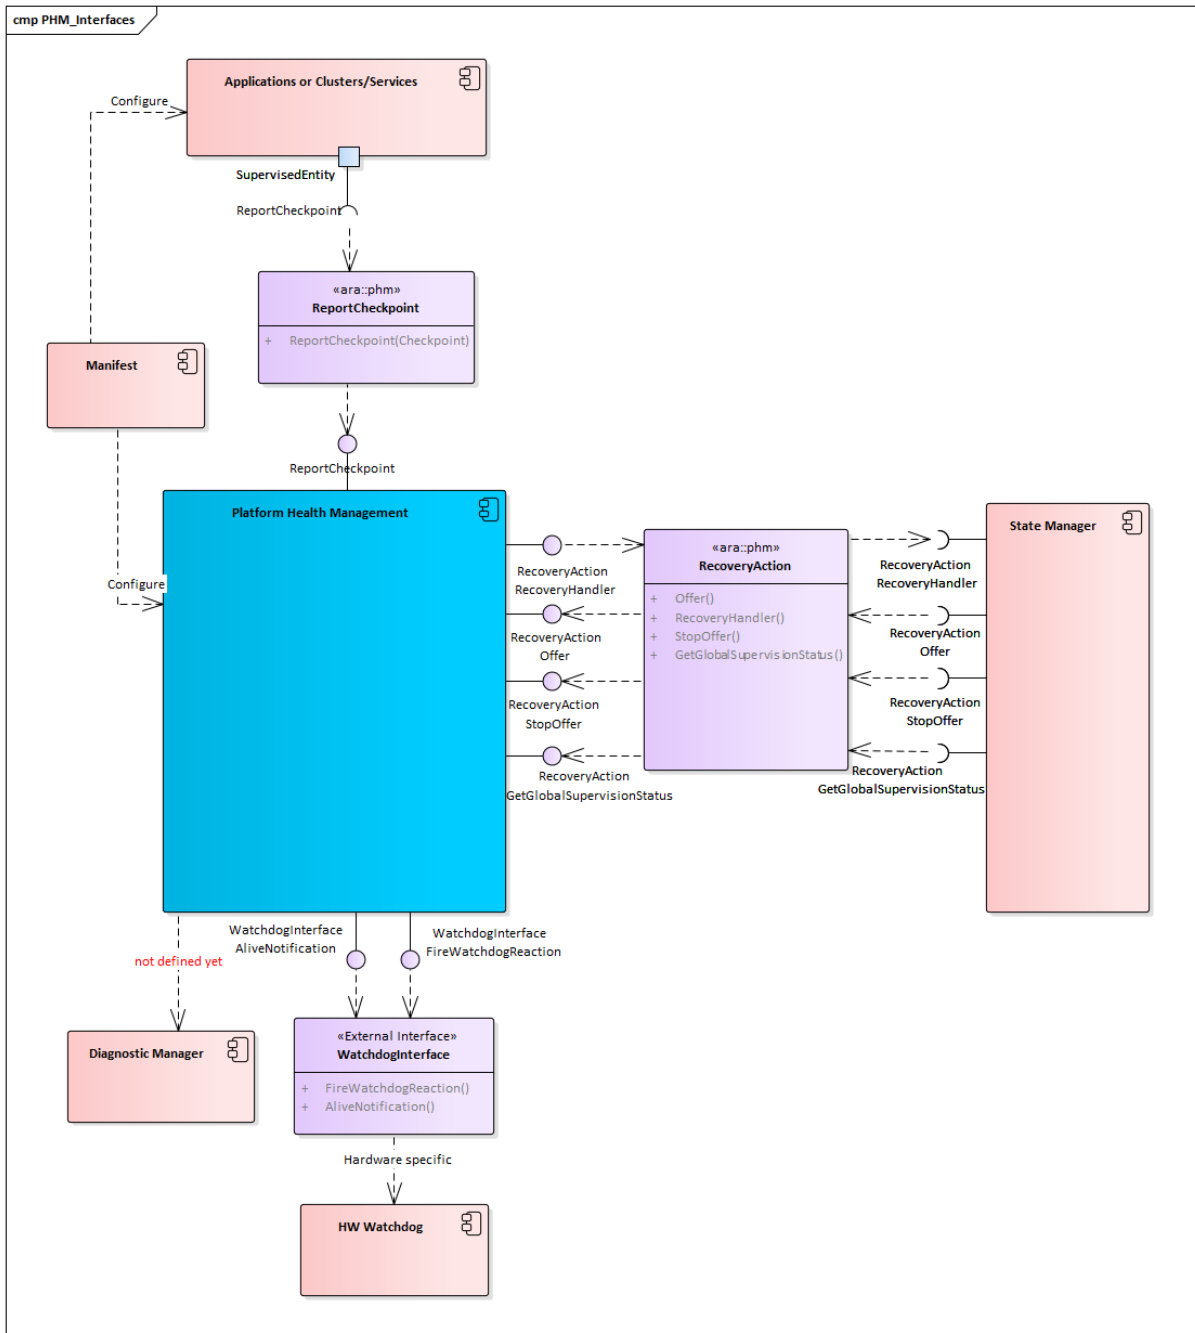 cmp PHM_Interfaces
Applications or Clusters/Services
Configure
SupervisedEntity
ReportCheckpoint
«ara::phm»
ReportCheckpoint
+ ReportCheckpoint(Checkpoint)
Manifest
ReportCheckpoint
Configure
Platform Health Management
State Manager
«ara::phm»
RecoveryAction
+ Offer()
+ RecoveryHandler()
+ StopOffer()
+ GetGlobalSupervisionStatus()
RecoveryAction
RecoveryHandler
RecoveryAction
Offer
RecoveryAction
StopOffer
RecoveryAction
GetGlobalSupervisionStatus
RecoveryAction
RecoveryHandler
RecoveryAction
Offer
RecoveryAction
StopOffer
RecoveryAction
GetGlobalSupervisionStatus
WatchdogInterface
AliveNotification
WatchdogInterface
FireWatchdogReaction
not defined yet
Diagnostic Manager
«External Interface»
WatchdogInterface
+ FireWatchdogReaction()
+ AliveNotification()
Hardware specific
HW Watchdog